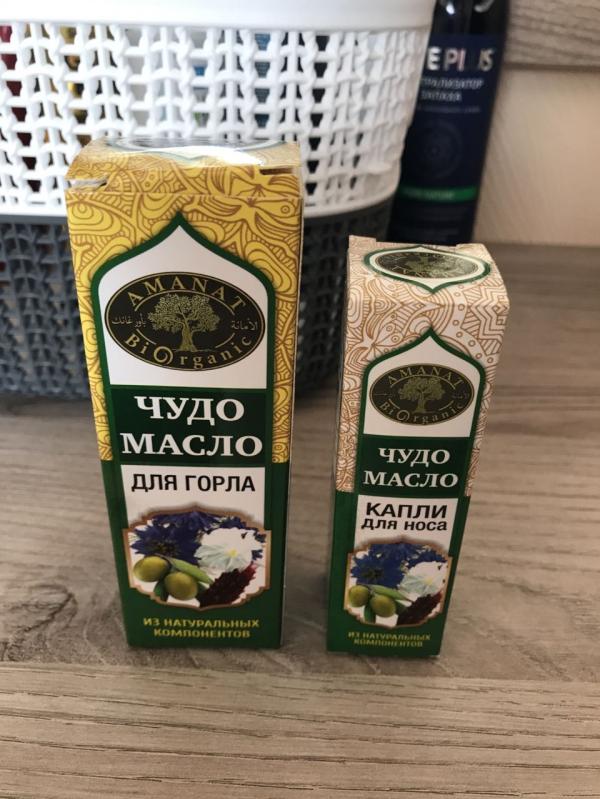 AMANAT
BiOrganic
ЧУДО
МАСЛО
ДЛЯ ГОРЛА
ИЗ НАТУРАЛЬНЫХ
КОМПОНЕНТОВ
AMANAT
BiOrganic
ЧУДО
МАСЛО
КАПЛИ
для носа
ИЗ НАТУРАЛЬНЫХ
КОМПОНЕНТОВ
ЗАПАХА